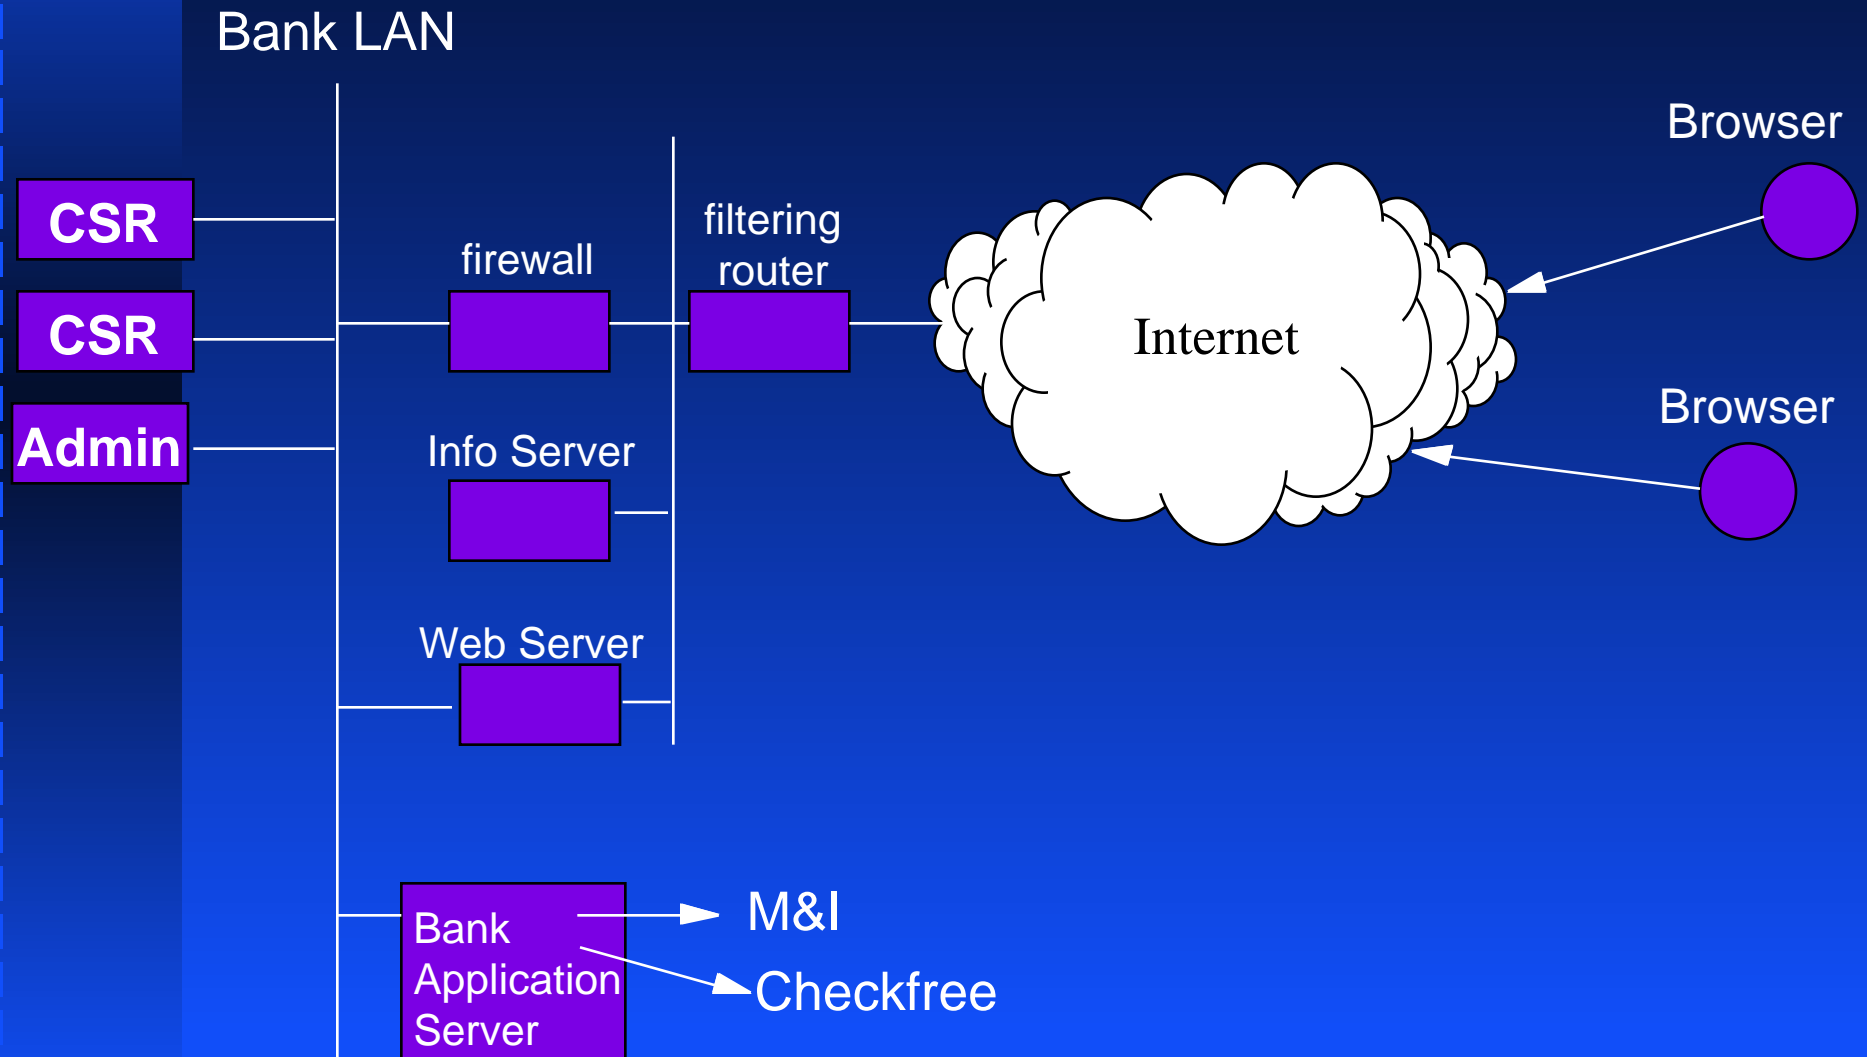 Bank LAN
Browser
CSR
filtering
router
firewall
CSR
Internet
Browser
Admin
Info Server
Web Server
Bank
Application
Server
M&I
Checkfree